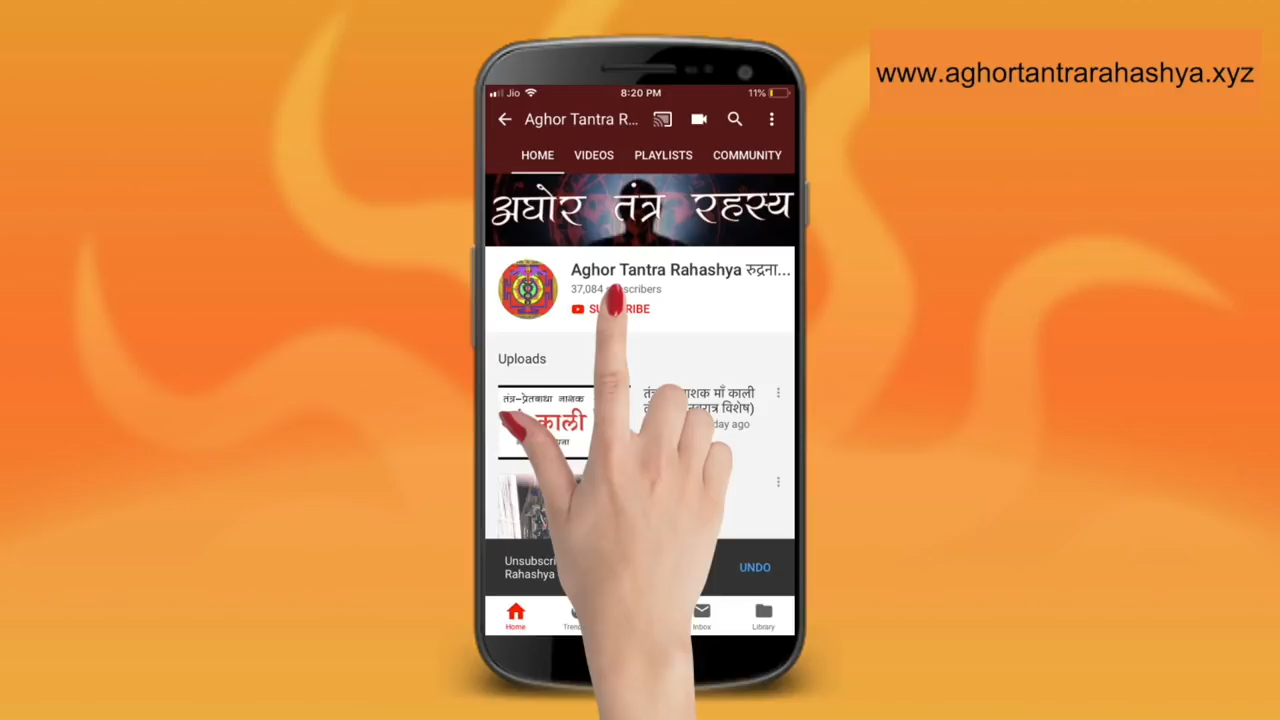 www.aghortantrarahashya.xyz
Jio 8:20 PM 11%
Aghor Tantra R...
HOME VIDEOS PLAYLISTS COMMUNITY
अघोर तंत्र रहस्य
Aghor Tantra Rahashya रुद्रना...
37,084
SUBSCRIBE
Uploads
तंत्र-प्रेतबाधा नाशक
काली
माँ काली
विशेष)
day ago
UNDO
Rahashya
Home Inbox Library